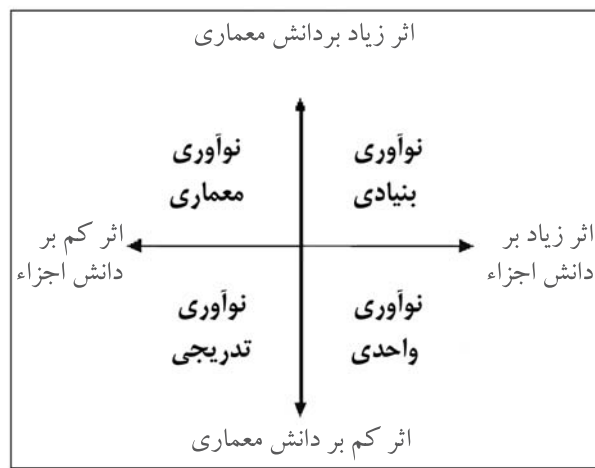 اثر زیاد بردانش معماری
نوآوری
بنیادی
نوآوری
معماری
اثر زیاد بر
دانش اجزاء
اثر کم بر
دانش اجزاء
نوآوری
واحدی
نوآوری
تدریجی
اثر کم بر دانش معماری